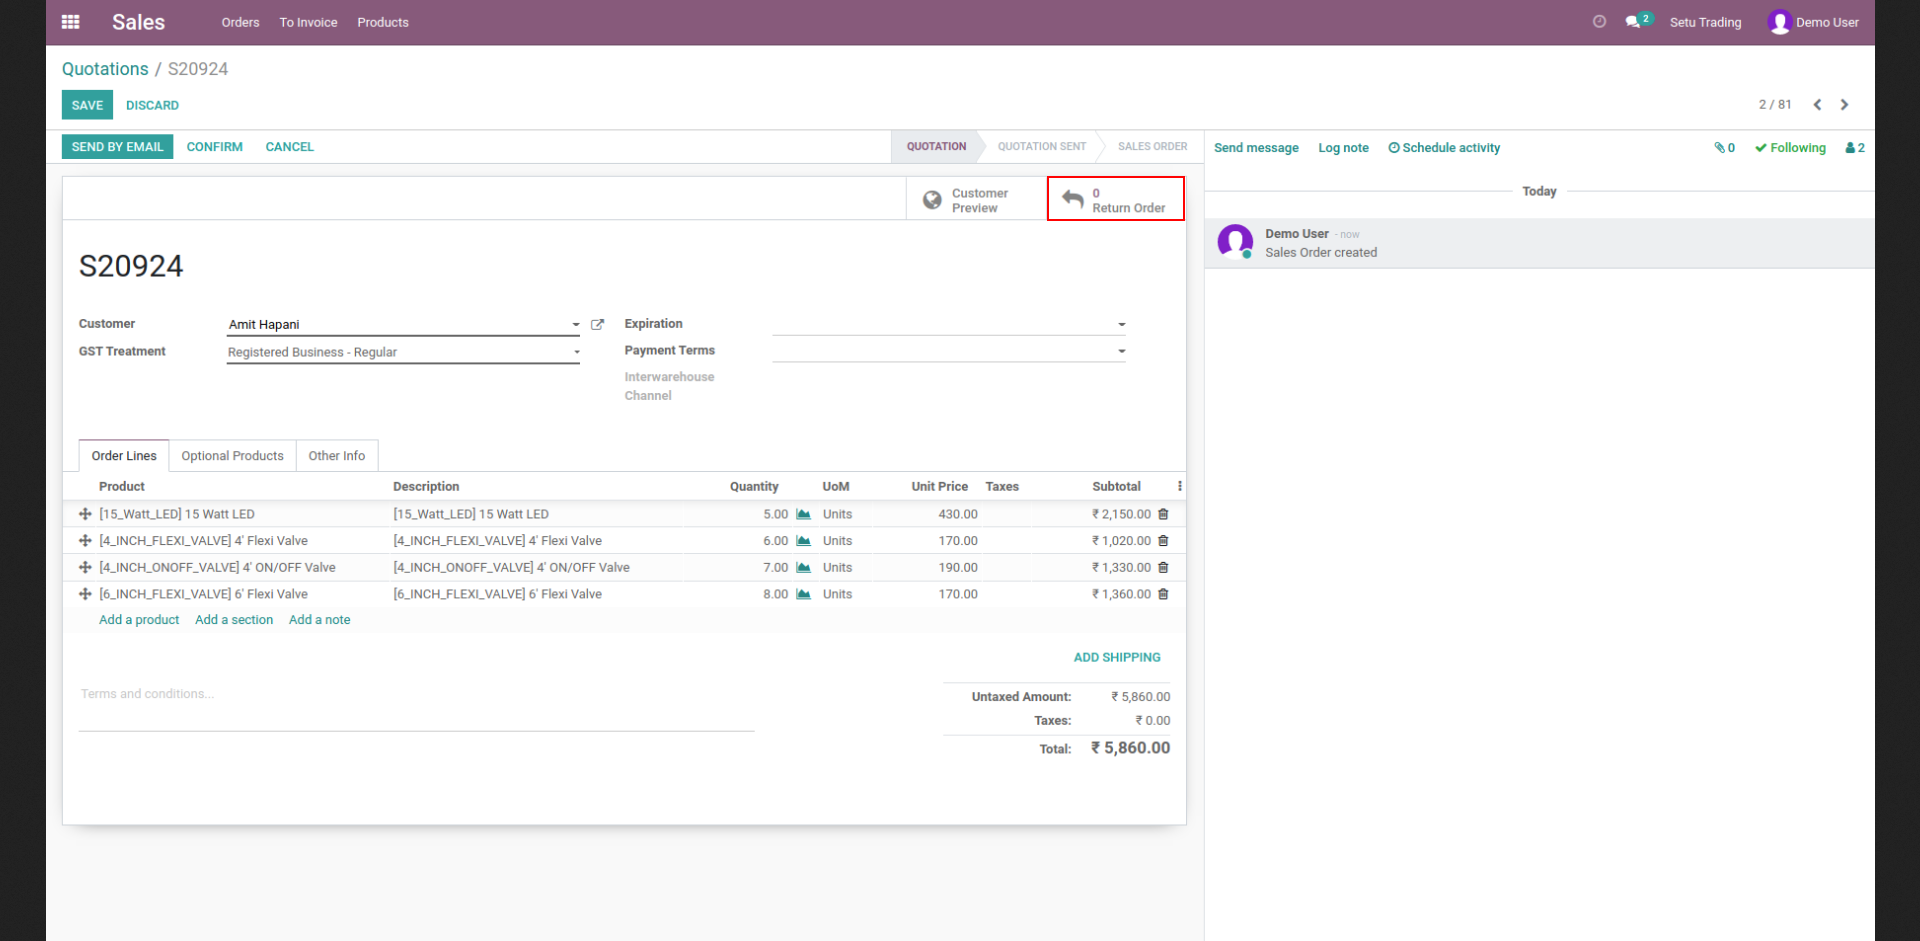 Sales Orders To Invoice Products 2 Setu Trading Demo User
Quotations / S20924
SAVE DISCARD 2 / 81
SEND BY EMAIL CONFIRM CANCEL QUOTATION QUOTATION SENT SALES ORDER
Send message Log note Schedule activity 0 Following 2
Customer
Preview
0
Return Order
Today
Demo User - now
Sales Order created
S20924
Customer Amit Hapani
GST Treatment Registered Business - Regular
Expiration
Payment Terms
Interwarehouse
Channel
Order Lines Optional Products Other Info
Product Description Quantity UoM Unit Price Taxes Subtotal
[15_Watt_LED] 15 Watt LED [15_Watt_LED] 15 Watt LED 5.00 Units 430.00 ₹ 2,150.00
[4_INCH_FLEXI_VALVE] 4' Flexi Valve [4_INCH_FLEXI_VALVE] 4' Flexi Valve 6.00 Units 170.00 ₹ 1,020.00
[4_INCH_ONOFF_VALVE] 4' ON/OFF Valve [4_INCH_ONOFF_VALVE] 4' ON/OFF Valve 7.00 Units 190.00 ₹ 1,330.00
[6_INCH_FLEXI_VALVE] 6' Flexi Valve [6_INCH_FLEXI_VALVE] 6' Flexi Valve 8.00 Units 170.00 ₹ 1,360.00
Add a product Add a section Add a note
ADD SHIPPING
Terms and conditions...
Untaxed Amount: ₹ 5,860.00
Taxes: ₹ 0.00
Total: ₹ 5,860.00